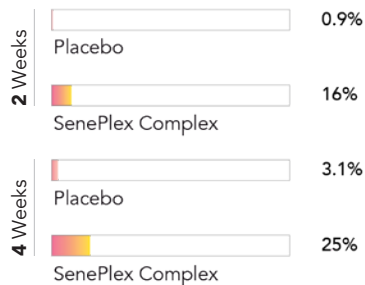 2 Weeks
0.9%
Placebo
16%
SenePlex Complex
4 Weeks
3.1%
Placebo
25%
SenePlex Complex